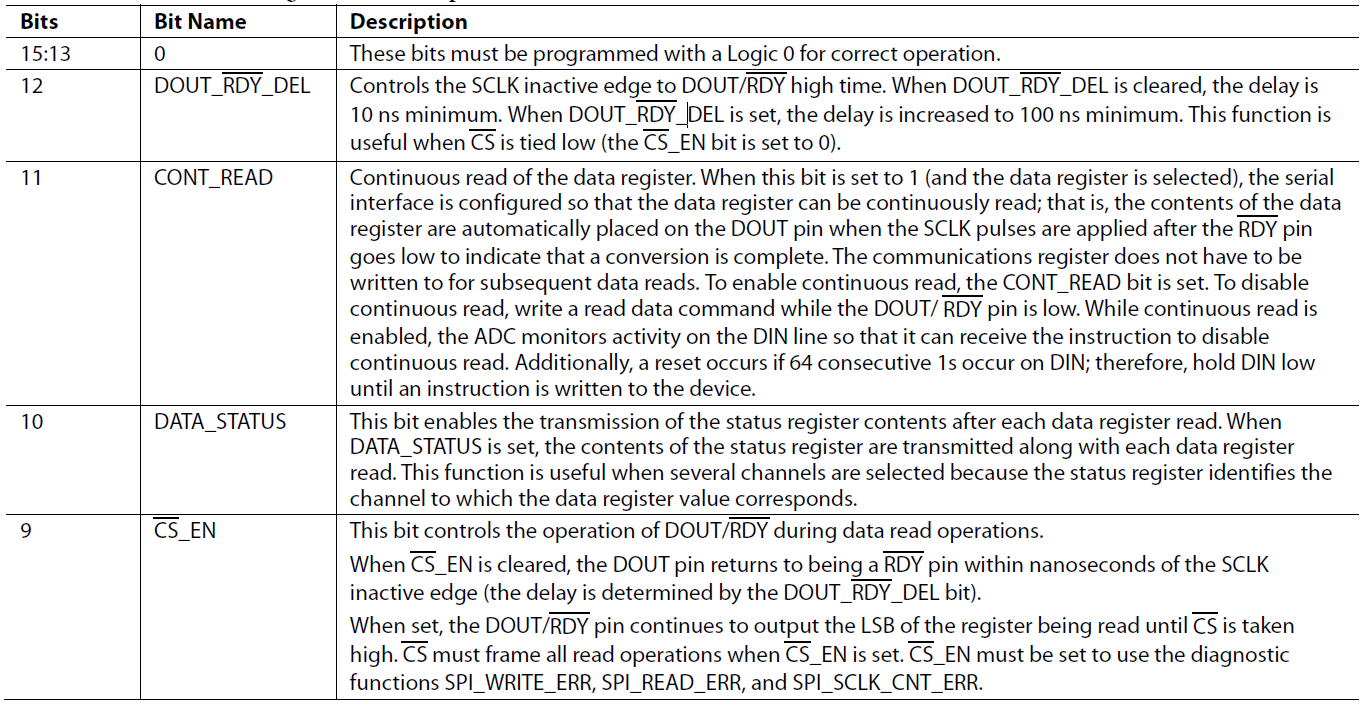 Bits Bit Name Description
15:13 0 These bits must be programmed with a Logic 0 for correct operation.
12 DOUT_R̅D̅Y̅_DEL Controls the SCLK inactive edge to DOUT/R̅D̅Y̅ high time. When DOUT_R̅D̅Y̅_DEL is cleared, the delay is
10 ns minimum. When DOUT_R̅D̅Y̅_DEL is set, the delay is increased to 100 ns minimum. This function is
useful when C̅S̅ is tied low (the C̅S̅_EN bit is set to 0).
11 CONT_READ Continuous read of the data register. When this bit is set to 1 (and the data register is selected), the serial
interface is configured so that the data register can be continuously read; that is, the contents of the data
register are automatically placed on the DOUT pin when the SCLK pulses are applied after the R̅D̅Y̅ pin
goes low to indicate that a conversion is complete. The communications register does not have to be
written to for subsequent data reads. To enable continuous read, the CONT_READ bit is set. To disable
continuous read, write a read data command while the DOUT/ R̅D̅Y̅ pin is low. While continuous read is
enabled, the ADC monitors activity on the DIN line so that it can receive the instruction to disable
continuous read. Additionally, a reset occurs if 64 consecutive 1s occur on DIN; therefore, hold DIN low
until an instruction is written to the device.
10 DATA_STATUS This bit enables the transmission of the status register contents after each data register read. When
DATA_STATUS is set, the contents of the status register are transmitted along with each data register
read. This function is useful when several channels are selected because the status register identifies the
channel to which the data register value corresponds.
9 C̅S̅_EN This bit controls the operation of DOUT/R̅D̅Y̅ during data read operations.
When C̅S̅_EN is cleared, the DOUT pin returns to being a R̅D̅Y̅ pin within nanoseconds of the SCLK
inactive edge (the delay is determined by the DOUT_R̅D̅Y̅_DEL bit).
When set, the DOUT/R̅D̅Y̅ pin continues to output the LSB of the register being read until C̅S̅ is taken
high. C̅S̅ must frame all read operations when C̅S̅_EN is set. C̅S̅_EN must be set to use the diagnostic
functions SPI_WRITE_ERR, SPI_READ_ERR, and SPI_SCLK_CNT_ERR.